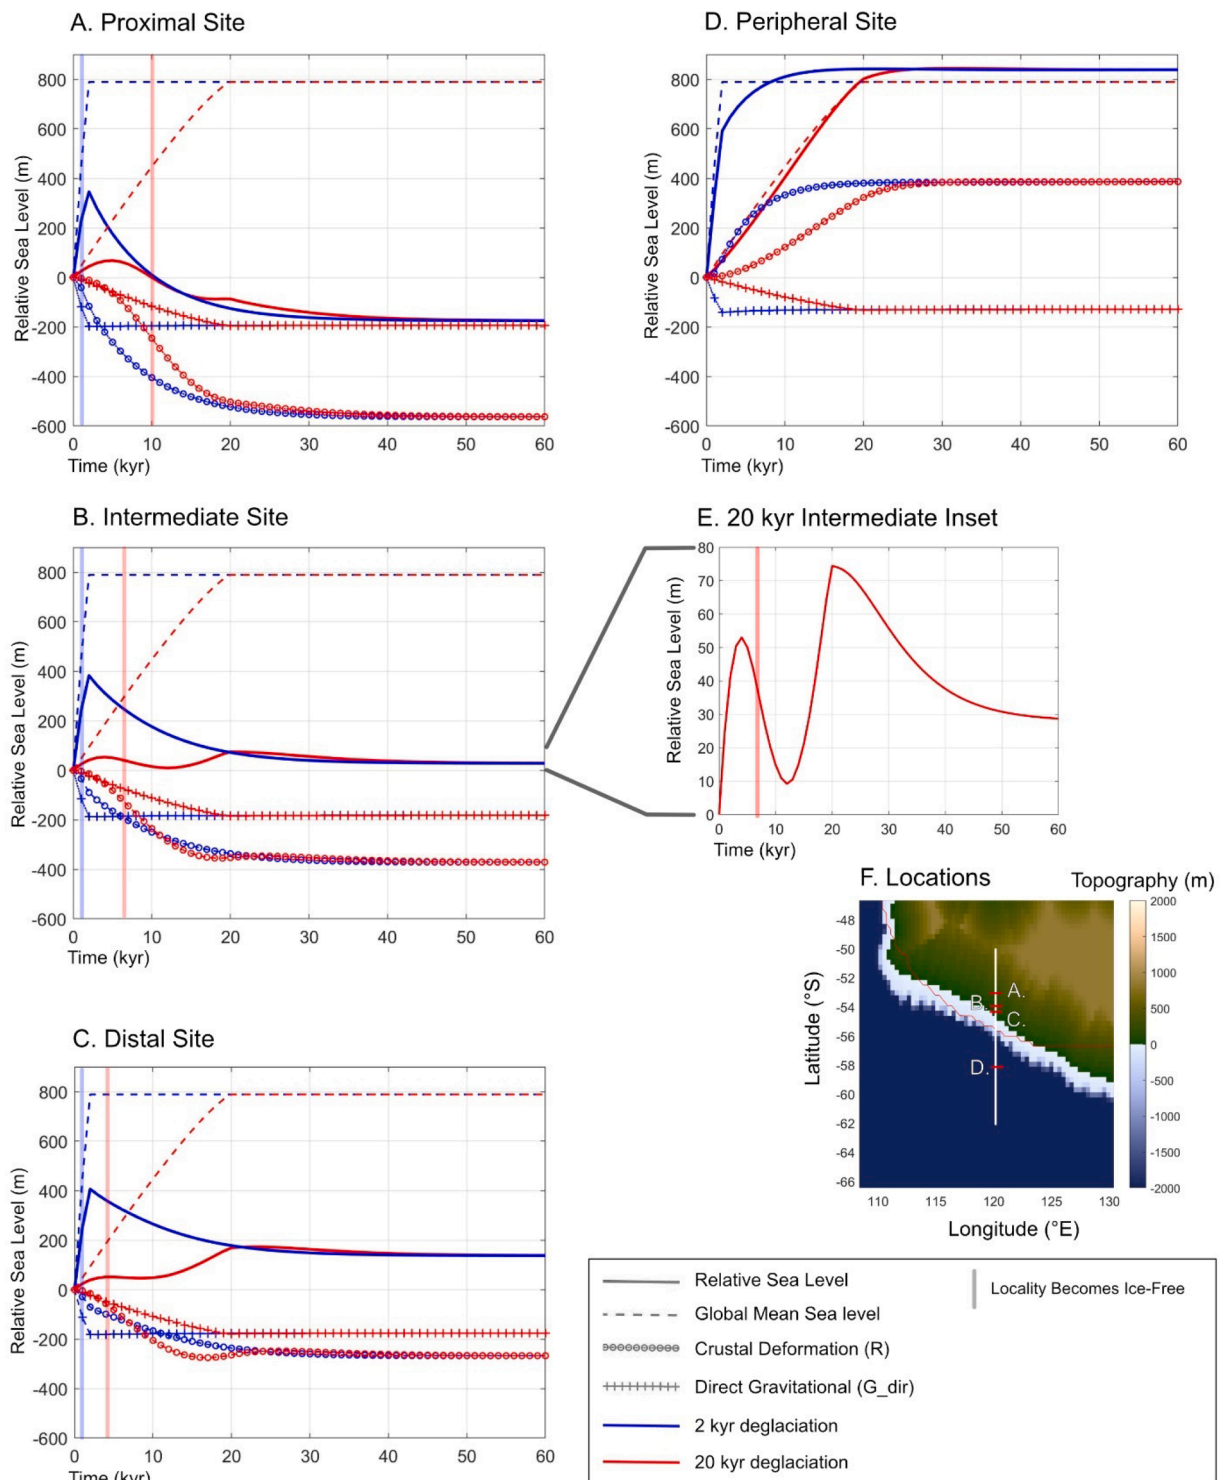 A. Proximal Site
Relative Sea Level (m)
800
600
400
200
0
-200
-400
-600
0 10 20 30 40 50 60
Time (kyr)
D. Peripheral Site
Relative Sea Level (m)
800
600
400
200
0
-200
-400
-600
0 10 20 30 40 50 60
Time (kyr)
B. Intermediate Site
Relative Sea Level (m)
800
600
400
200
0
-200
-400
-600
0 10 20 30 40 50 60
Time (kyr)
E. 20 kyr Intermediate Inset
Relative Sea Level (m)
80
70
60
50
40
30
20
10
0
0 10 20 30 40 50 60
Time (kyr)
F. Locations
Topography (m)
Latitude (°S)
-48
-50
-52
-54
-56
-58
-60
-62
-64
-66
A.
B.
C.
D.
110 115 120 125 130
Longitude (°E)
2000
1500
1000
500
0
-500
-1000
-1500
-2000
C. Distal Site
Relative Sea Level (m)
800
600
400
200
0
-200
-400
-600
0 10 20 30 40 50 60
Time (kyr)
Relative Sea Level
Global Mean Sea level
Crustal Deformation (R)
Direct Gravitational (G_dir)
2 kyr deglaciation
20 kyr deglaciation
Locality Becomes Ice-Free